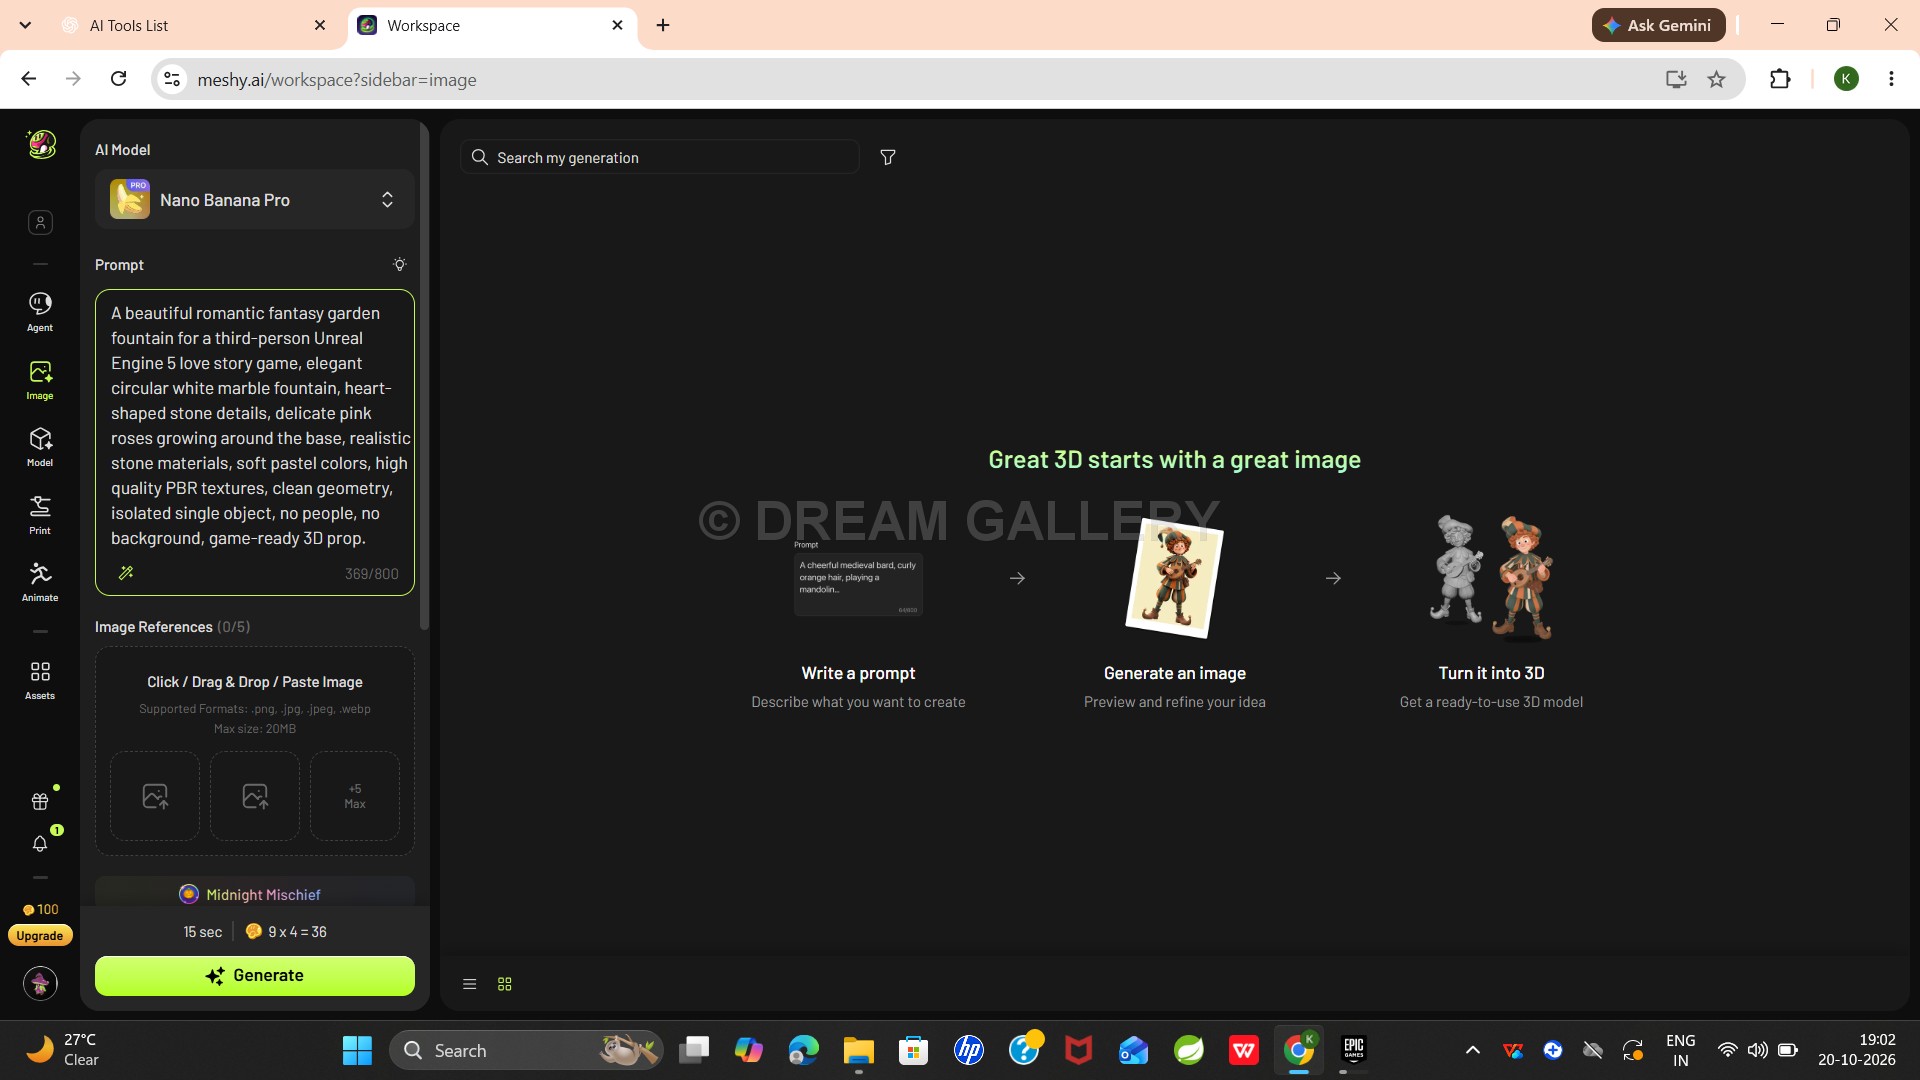 AI Tools List
Workspace
Ask Gemini
meshy.ai/workspace?sidebar=image
K
AI Model
PRO
Nano Banana Pro
Prompt
A beautiful romantic fantasy garden
fountain for a third-person Unreal
Engine 5 love story game, elegant
circular white marble fountain, heart-
shaped stone details, delicate pink
roses growing around the base, realistic
stone materials, soft pastel colors, high
quality PBR textures, clean geometry,
isolated single object, no people, no
background, game-ready 3D prop.
369/800
Image References (0/5)
Click / Drag & Drop / Paste Image
Supported Formats: .png, .jpg, .jpeg, .webp
Max size: 20MB
+5
Max
Midnight Mischief
15 sec
9 x 4 = 36
Generate
Agent
Image
Model
Print
Animate
Assets
1
100
Upgrade
Search my generation
Great 3D starts with a great image
© DREAM GALLERY
Prompt
A cheerful medieval bard, curly
orange hair, playing a
mandolin...
Write a prompt
Describe what you want to create
Generate an image
Preview and refine your idea
Turn it into 3D
Get a ready-to-use 3D model
27°C
Clear
Search
hp
?
W
K
EPIC
GAMES
ENG
IN
19:02
20-10-2026